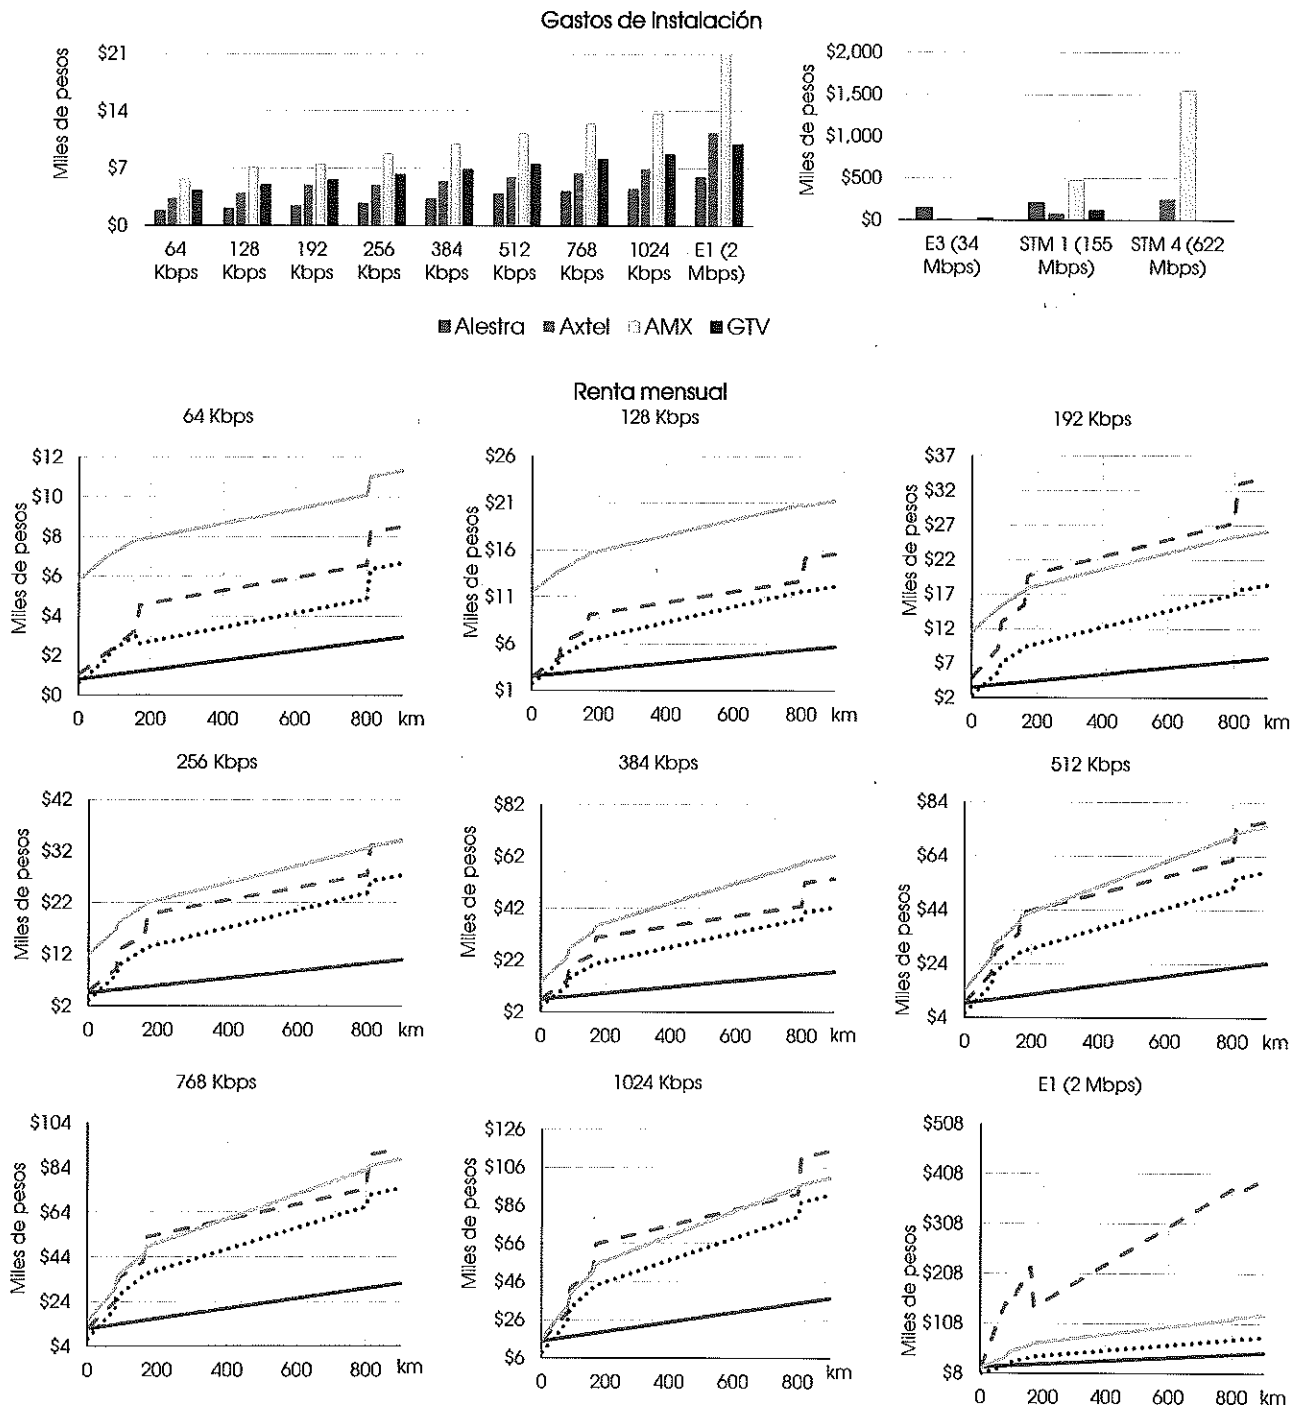 Gastos de Instalación
Miles de pesos
$21
$14
$7
$0
64 Kbps
128 Kbps
192 Kbps
256 Kbps
384 Kbps
512 Kbps
768 Kbps
1024 Kbps
E1 (2 Mbps)
Miles de pesos
$2,000
$1,500
$1,000
$500
$0
E3 (34 Mbps)
STM 1 (155 Mbps)
STM 4 (622 Mbps)
Alestra Axtel AMX GTV
Renta mensual
64 Kbps
Miles de pesos
$12
$10
$8
$6
$4
$2
$0
0 200 400 600 800 km
128 Kbps
Miles de pesos
$26
$21
$16
$11
$6
$1
0 200 400 600 800 km
192 Kbps
Miles de pesos
$37
$32
$27
$22
$17
$12
$7
$2
0 200 400 600 800 km
256 Kbps
Miles de pesos
$42
$32
$22
$12
$2
0 200 400 600 800 km
384 Kbps
Miles de pesos
$82
$62
$42
$22
$2
0 200 400 600 800 km
512 Kbps
Miles de pesos
$84
$64
$44
$24
$4
0 200 400 600 800 km
768 Kbps
Miles de pesos
$104
$84
$64
$44
$24
$4
0 200 400 600 800 km
1024 Kbps
Miles de pesos
$126
$106
$86
$66
$46
$26
$6
0 200 400 600 800 km
E1 (2 Mbps)
Miles de pesos
$508
$408
$308
$208
$108
$8
0 200 400 600 800 km